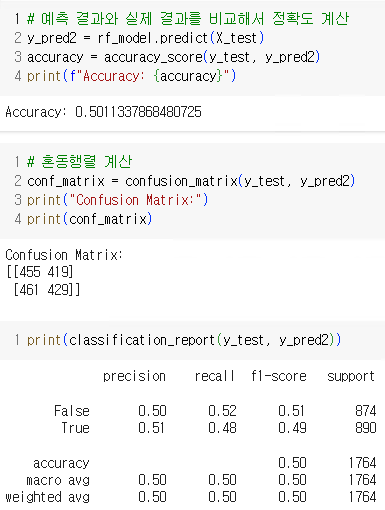 1 # 예측 결과와 실제 결과를 비교해서 정확도 계산
2 y_pred2 = rf_model.predict(X_test)
3 accuracy = accuracy_score(y_test, y_pred2)
4 print(f"Accuracy: {accuracy}")
Accuracy: 0.5011337868480725
1 # 혼동행렬 계산
2 conf_matrix = confusion_matrix(y_test, y_pred2)
3 print("Confusion Matrix:")
4 print(conf_matrix)
Confusion Matrix:
[[455 419]
 [461 429]]
1 print(classification_report(y_test, y_pred2))
precision recall f1-score support
False 0.50 0.52 0.51 874
True 0.51 0.48 0.49 890
accuracy 0.50 1764
macro avg 0.50 0.50 0.50 1764
weighted avg 0.50 0.50 0.50 1764